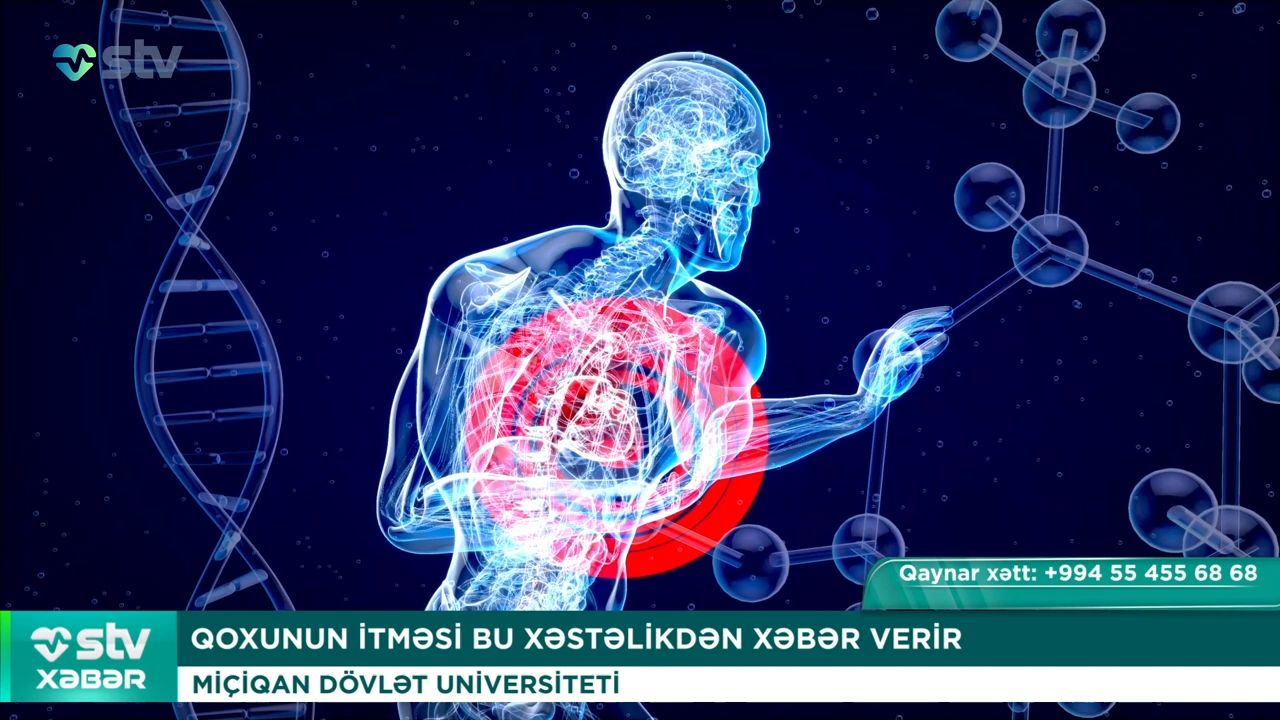 stv
Qaynar xətt: +994 55 455 68 68
stv
XƏBƏR
QOXUNUN İTMƏSİ BU XƏSTƏLİKDƏN XƏBƏR VERİR
MİÇİQAN DÖVLƏT UNİVERSİTETİ